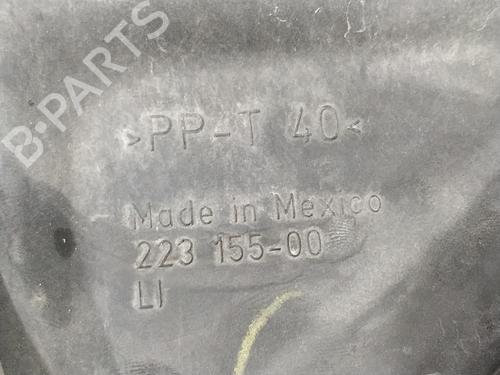 B-PARTS
>PP-T 40<
Made in Mexico
223 155-00
LI